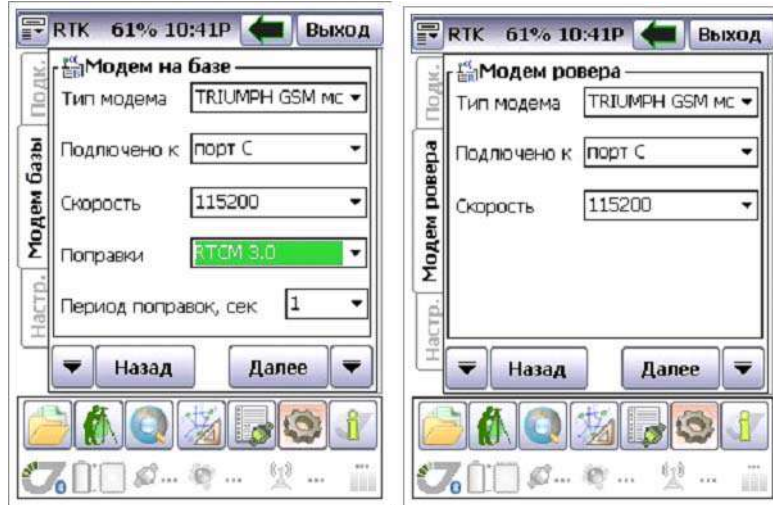 RTK 61% 10:41P Выход
Модем на базе
Тип модема TRIUMPH GSM мс
Подлючено к порт C
Скорость 115200
Поправки RTCM 3.0
Период поправок, сек 1
Подк.
Модем базы
Настр.
Назад Далее
RTK 61% 10:41P Выход
Модем ровера
Тип модема TRIUMPH GSM мс
Подлючено к порт C
Скорость 115200
Подк.
Модем ровера
Настр.
Назад Далее